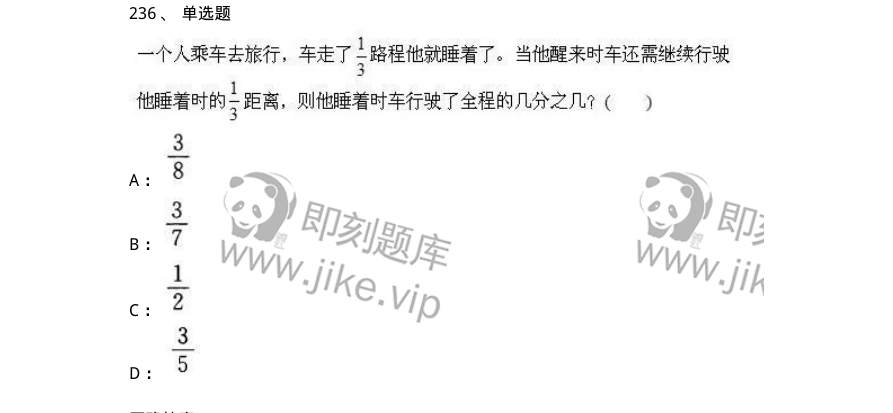 236 、 单选题
一个人乘车去旅行，车走了1/3路程他就睡着了。当他醒来时车还需继续行驶
他睡着时的1/3距离，则他睡着时车行驶了全程的几分之几？(  )
A： 3/8
B： 3/7
C： 1/2
D： 3/5
即刻题库
www.jike.vip
即刻
www.jik